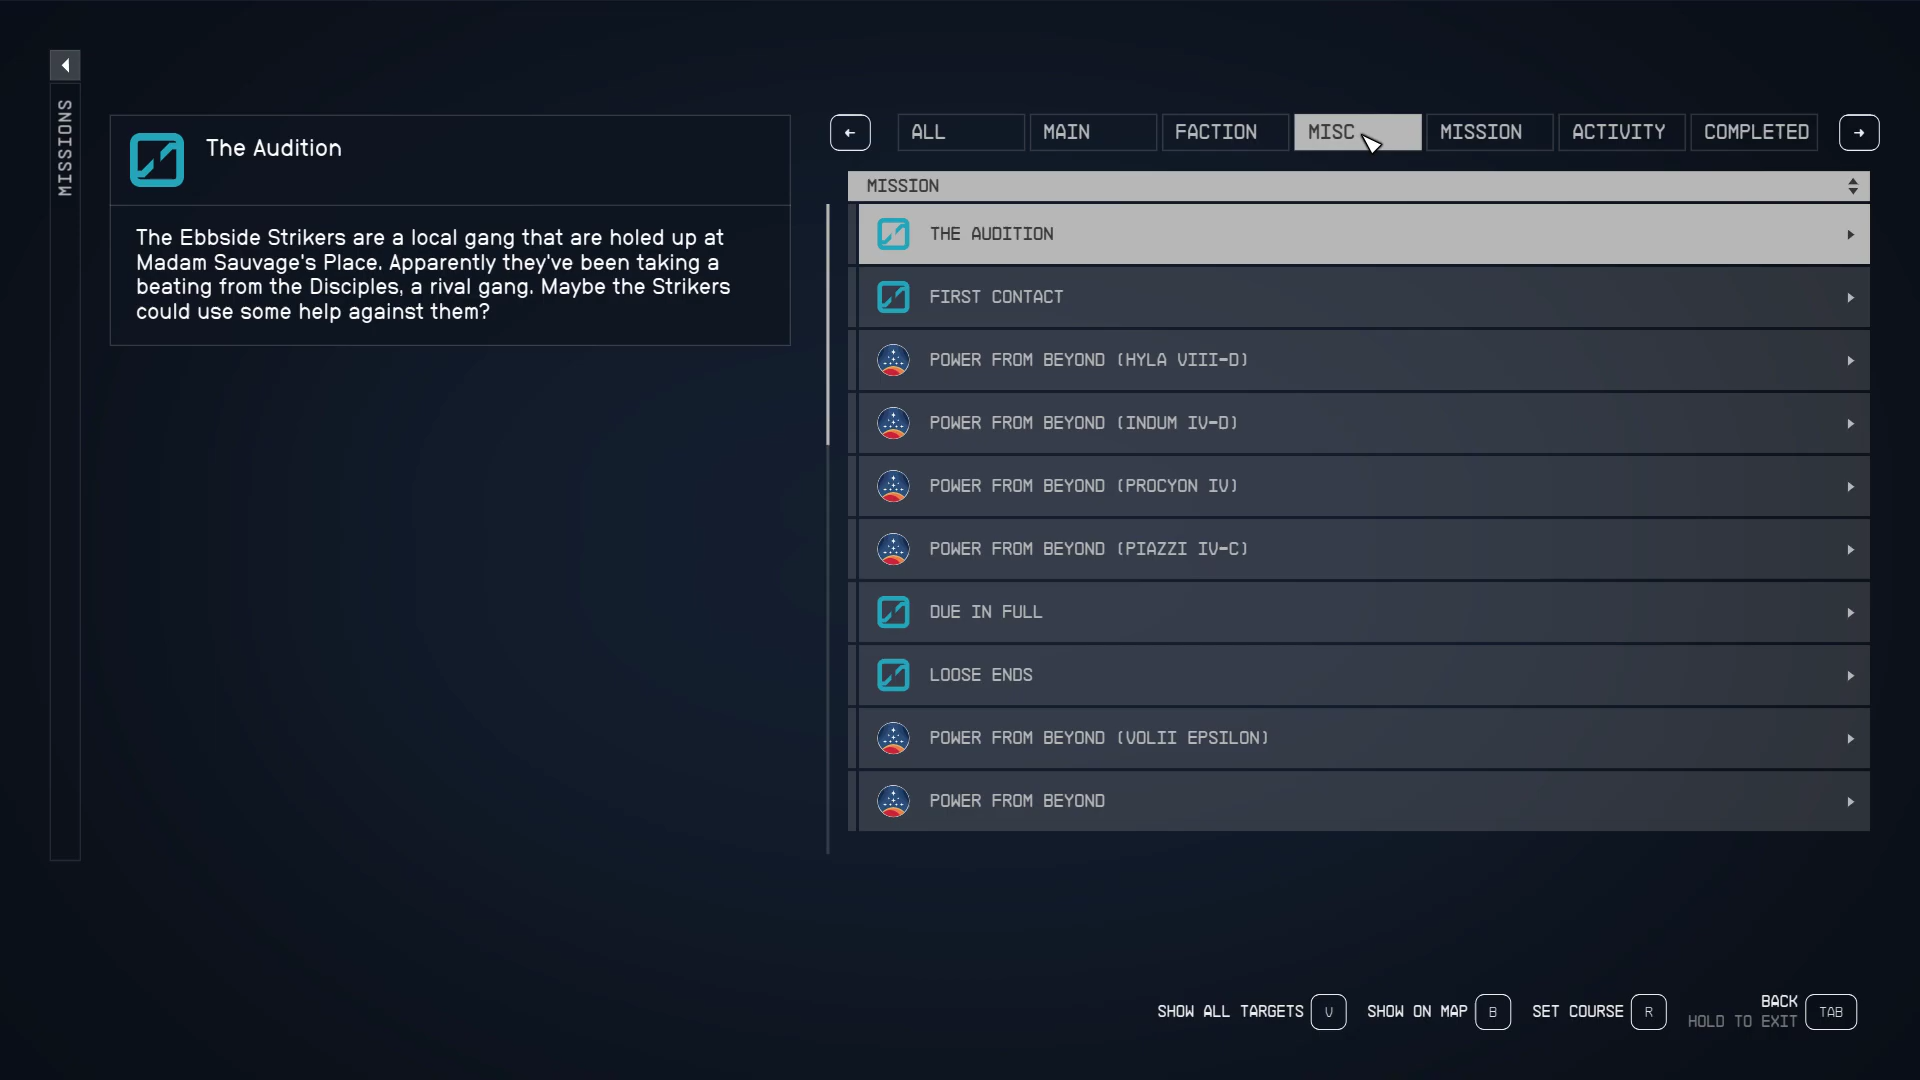 MISSIONS
The Audition
The Ebbside Strikers are a local gang that are holed up at
Madam Sauvage's Place. Apparently they've been taking a
beating from the Disciples, a rival gang. Maybe the Strikers
could use some help against them?
ALL
MAIN
FACTION
MISC
MISSION
ACTIVITY
COMPLETED
MISSION
THE AUDITION
FIRST CONTACT
POWER FROM BEYOND (HYLA VIII-D)
POWER FROM BEYOND (INDUM IV-D)
POWER FROM BEYOND (PROCYON IV)
POWER FROM BEYOND (PIAZZI IV-C)
DUE IN FULL
LOOSE ENDS
POWER FROM BEYOND (VOLII EPSILON)
POWER FROM BEYOND
SHOW ALL TARGETS V
SHOW ON MAP B
SET COURSE R
BACK
HOLD TO EXIT
TAB